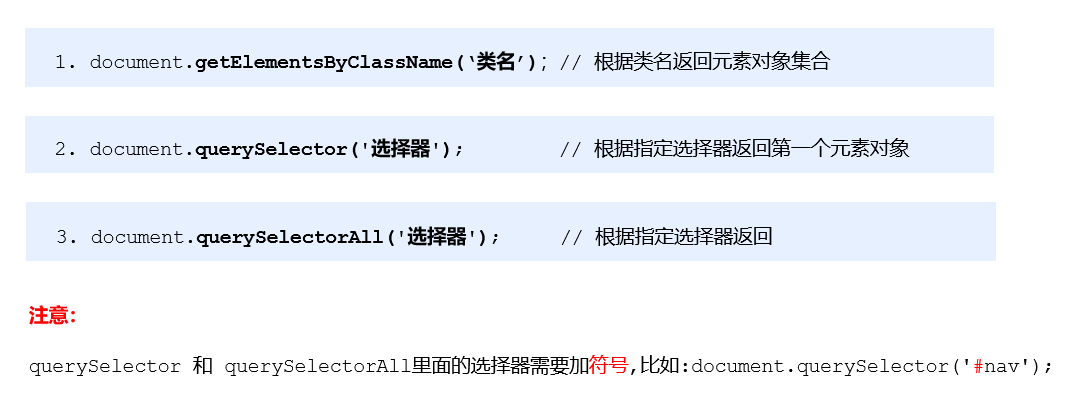 1. document.getElementsByClassName(‘类名’); // 根据类名返回元素对象集合
2. document.querySelector('选择器'); // 根据指定选择器返回第一个元素对象
3. document.querySelectorAll('选择器'); // 根据指定选择器返回
注意:
querySelector 和 querySelectorAll里面的选择器需要加符号,比如:document.querySelector('#nav');